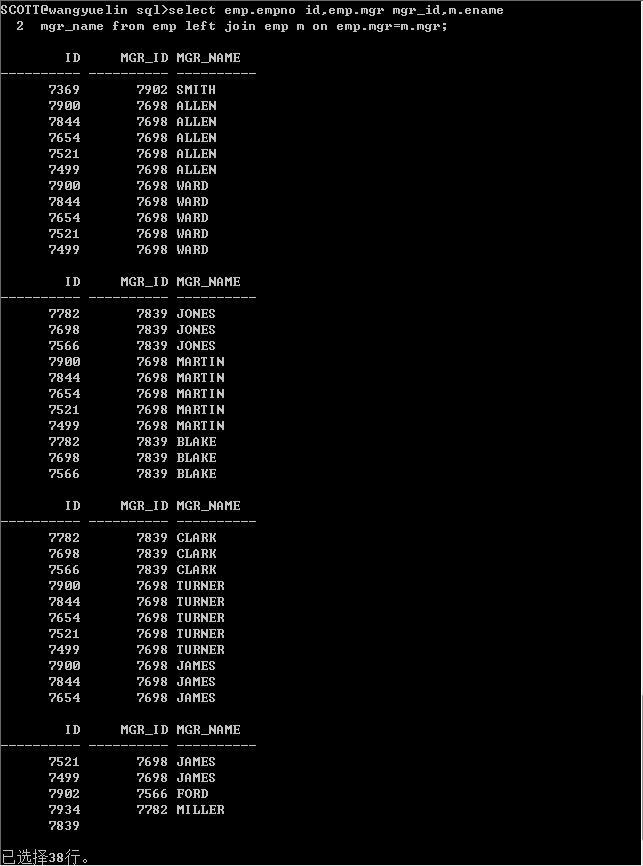 SCOTT@wangyuelin sql>select emp.empno id,emp.mgr mgr_id,m.ename
  2  mgr_name from emp left join emp m on emp.mgr=m.mgr;
        ID     MGR_ID MGR_NAME
---------- ---------- ----------
      7369       7902 SMITH
      7900       7698 ALLEN
      7844       7698 ALLEN
      7654       7698 ALLEN
      7521       7698 ALLEN
      7499       7698 ALLEN
      7900       7698 WARD
      7844       7698 WARD
      7654       7698 WARD
      7521       7698 WARD
      7499       7698 WARD
        ID     MGR_ID MGR_NAME
---------- ---------- ----------
      7782       7839 JONES
      7698       7839 JONES
      7566       7839 JONES
      7900       7698 MARTIN
      7844       7698 MARTIN
      7654       7698 MARTIN
      7521       7698 MARTIN
      7499       7698 MARTIN
      7782       7839 BLAKE
      7698       7839 BLAKE
      7566       7839 BLAKE
        ID     MGR_ID MGR_NAME
---------- ---------- ----------
      7782       7839 CLARK
      7698       7839 CLARK
      7566       7839 CLARK
      7900       7698 TURNER
      7844       7698 TURNER
      7654       7698 TURNER
      7521       7698 TURNER
      7499       7698 TURNER
      7900       7698 JAMES
      7844       7698 JAMES
      7654       7698 JAMES
        ID     MGR_ID MGR_NAME
---------- ---------- ----------
      7521       7698 JAMES
      7499       7698 JAMES
      7902       7566 FORD
      7934       7782 MILLER
      7839
已选择38行。